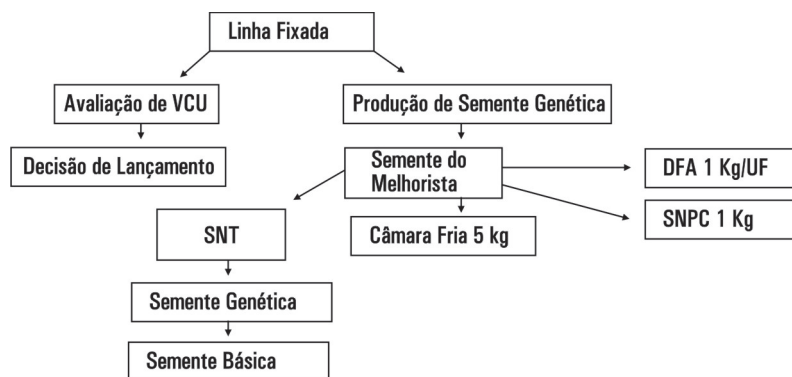 Linha Fixada
Avaliação de VCU
Produção de Semente Genética
Decisão de Lançamento
Semente do
Melhorista
DFA 1 Kg/UF
SNPC 1 Kg
SNT
Câmara Fria 5 kg
Semente Genética
Semente Básica